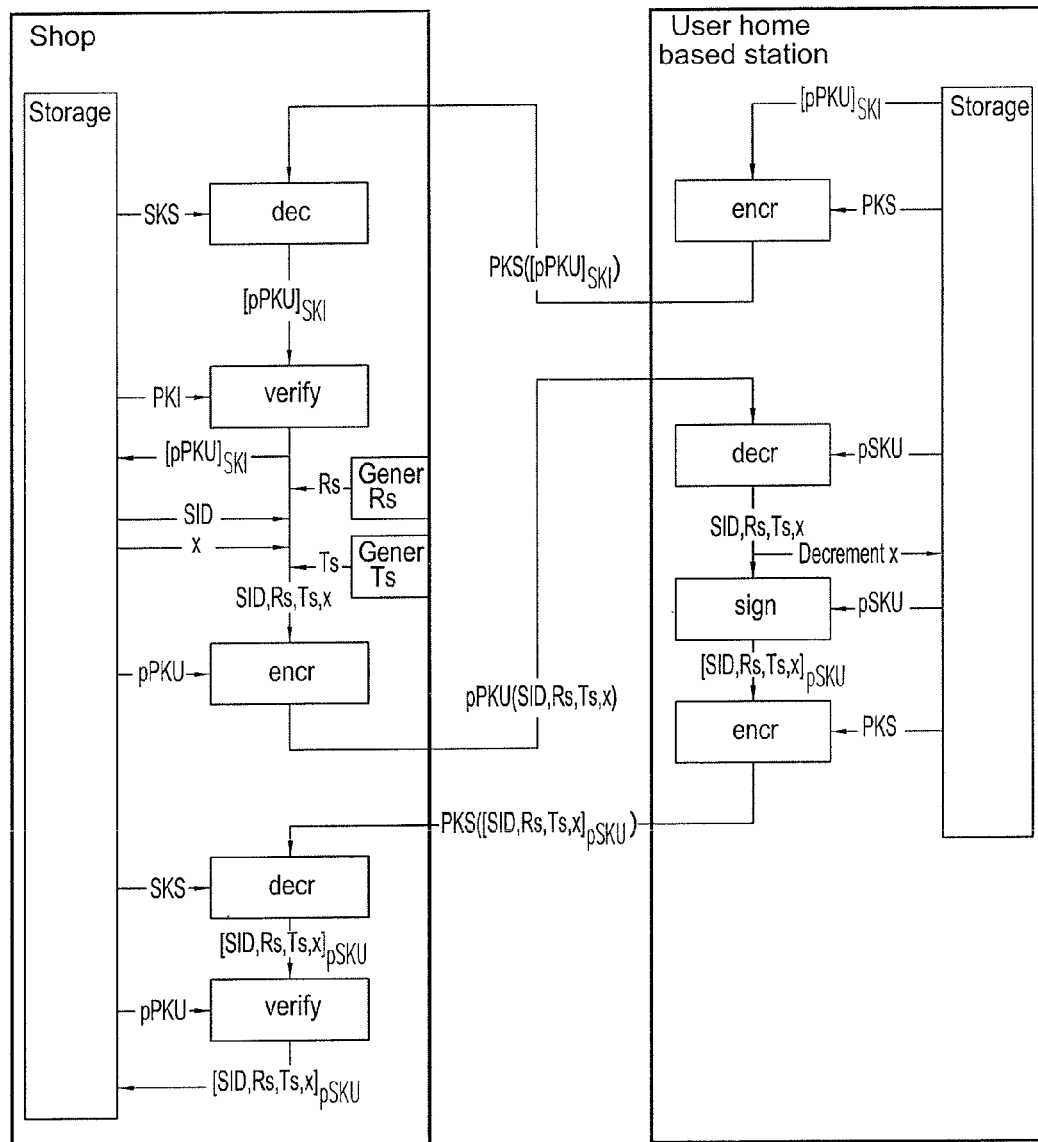 Shop
Storage
SKS
dec
[pPKU]SKI
PKI
verify
[pPKU]SKI
Rs
Gener
Rs
SID
x
Ts
Gener
Ts
SID,Rs,Ts,x
pPKU
encr
SKS
decr
[SID,Rs,Ts,x]pSKU
pPKU
verify
[SID,Rs,Ts,x]pSKU
PKS([pPKU]SKI)
pPKU(SID,Rs,Ts,x)
PKS([SID,Rs,Ts,x]pSKU)
User home
based station
[pPKU]SKI
Storage
encr
PKS
decr
pSKU
SID,Rs,Ts,x
Decrement x
sign
pSKU
[SID,Rs,Ts,x]pSKU
encr
PKS